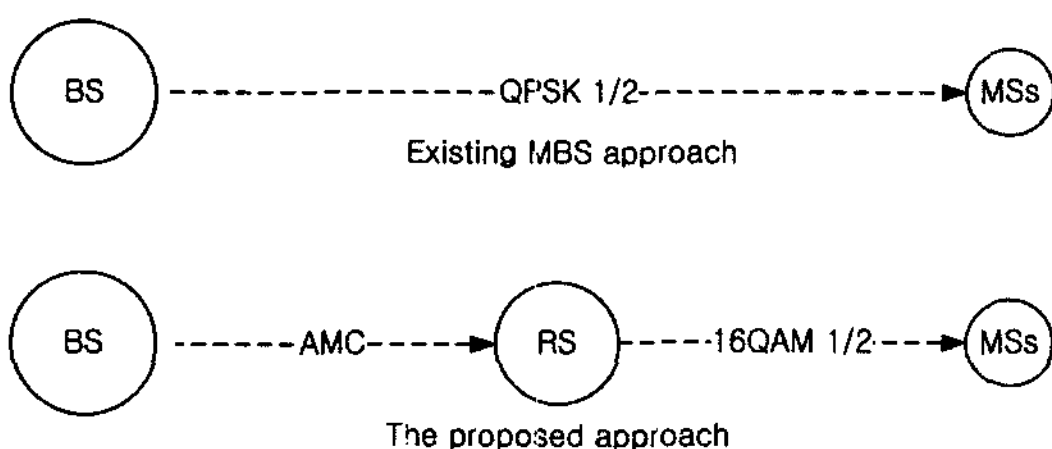 BS QPSK 1/2 MSs
Existing MBS approach
BS AMC RS 16QAM 1/2 MSs
The proposed approach